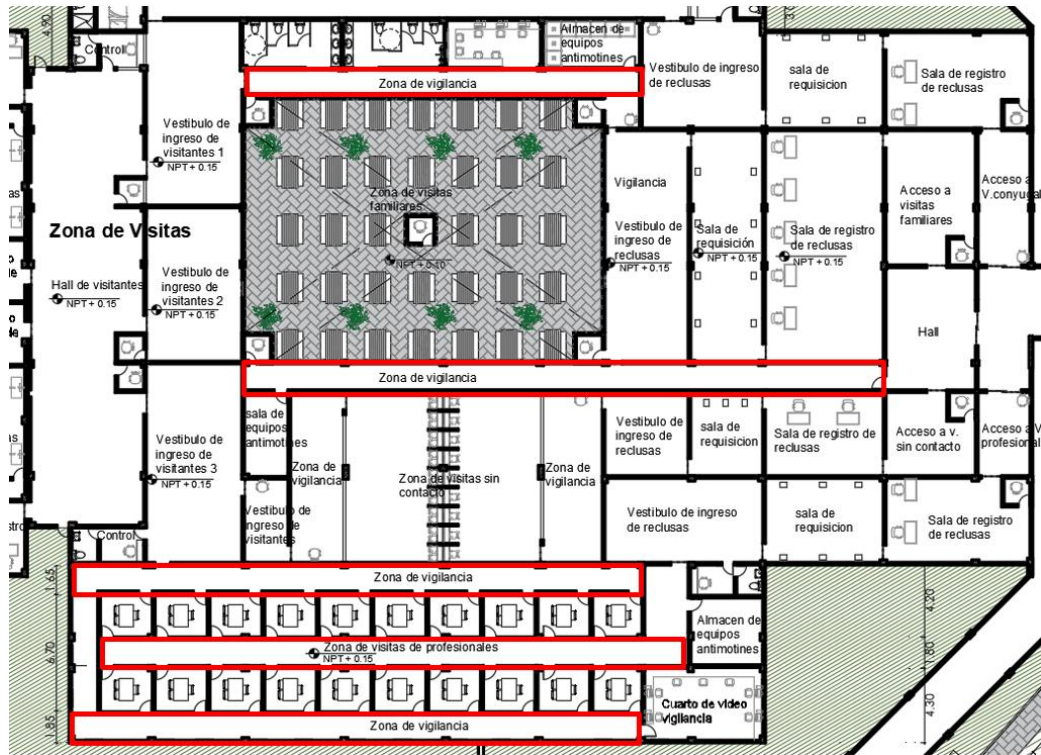 4.90
Control
Almacen de
equipos
antimotines
Zona de vigilancia
Vestibulo de ingreso
de reclusas
sala de
requisicion
Sala de registro
de reclusas
Vestibulo de
ingreso de
visitantes 1
NPT + 0.15
Zona de visitas
familiares
NPT + 0.10
Vigilancia
Vestibulo de
ingreso de
reclusas
NPT + 0.15
Sala de
requisición
NPT + 0.15
Sala de registro
de reclusas
NPT + 0.15
Acceso a
visitas
familiares
Acceso a
V.conyugal
Zona de Visitas
Hall de visitantes
NPT + 0.15
Vestibulo de
ingreso de
visitantes 2
NPT + 0.15
Hall
Zona de vigilancia
Vestibulo de
ingreso de
visitantes 3
NPT + 0.15
sala de
equipos
antimotines
Zona de
vigilancia
Zona de visitas sin
contacto
Zona de
vigilancia
Vestibulo de
ingreso de
reclusas
sala de
requisicion
Sala de registro de
reclusas
Acceso a v.
sin contacto
Acceso a V
profesional
Vestibulo de
ingreso de
visitantes
Vestibulo de ingreso
de reclusas
sala de
requisicion
Sala de registro
de reclusas
Control
Zona de vigilancia
1.65
4.20
Almacen de
equipos
antimotines
Zona de visitas de profesionales
NPT + 0.15
6.70
1.80
Cuarto de video
vigilancia
Zona de vigilancia
1.85
4.30